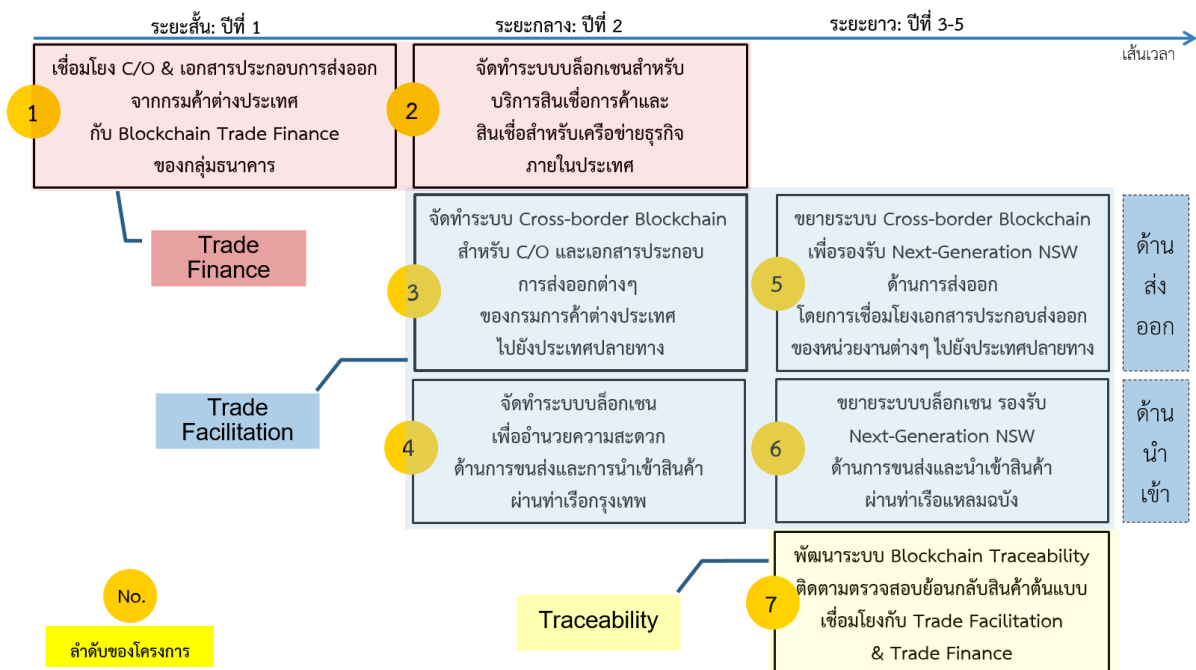 ระยะสั้น: ปีที่ 1
ระยะกลาง: ปีที่ 2
ระยะยาว: ปีที่ 3-5
เส้นเวลา
1
เชื่อมโยง C/O & เอกสารประกอบการส่งออก
จากกรมค้าต่างประเทศ
กับ Blockchain Trade Finance
ของกลุ่มธนาคาร
2
จัดทำระบบบล็อกเชนสำหรับ
บริการสินเชื่อการค้าและ
สินเชื่อสำหรับเครือข่ายธุรกิจ
ภายในประเทศ
Trade
Finance
3
จัดทำระบบ Cross-border Blockchain
สำหรับ C/O และเอกสารประกอบ
การส่งออกต่างๆ
ของกรมการค้าต่างประเทศ
ไปยังประเทศปลายทาง
5
ขยายระบบ Cross-border Blockchain
เพื่อรองรับ Next-Generation NSW
ด้านการส่งออก
โดยการเชื่อมโยงเอกสารประกอบส่งออก
ของหน่วยงานต่างๆ ไปยังประเทศปลายทาง
ด้าน
ส่ง
ออก
Trade
Facilitation
4
จัดทำระบบบล็อกเชน
เพื่ออำนวยความสะดวก
ด้านการขนส่งและการนำเข้าสินค้า
ผ่านท่าเรือกรุงเทพ
6
ขยายระบบบล็อกเชน รองรับ
Next-Generation NSW
ด้านการขนส่งและนำเข้าสินค้า
ผ่านท่าเรือแหลมฉบัง
ด้าน
นำ
เข้า
Traceability
7
พัฒนาระบบ Blockchain Traceability
ติดตามตรวจสอบย้อนกลับสินค้าต้นแบบ
เชื่อมโยงกับ Trade Facilitation
& Trade Finance
No.
ลำดับของโครงการ